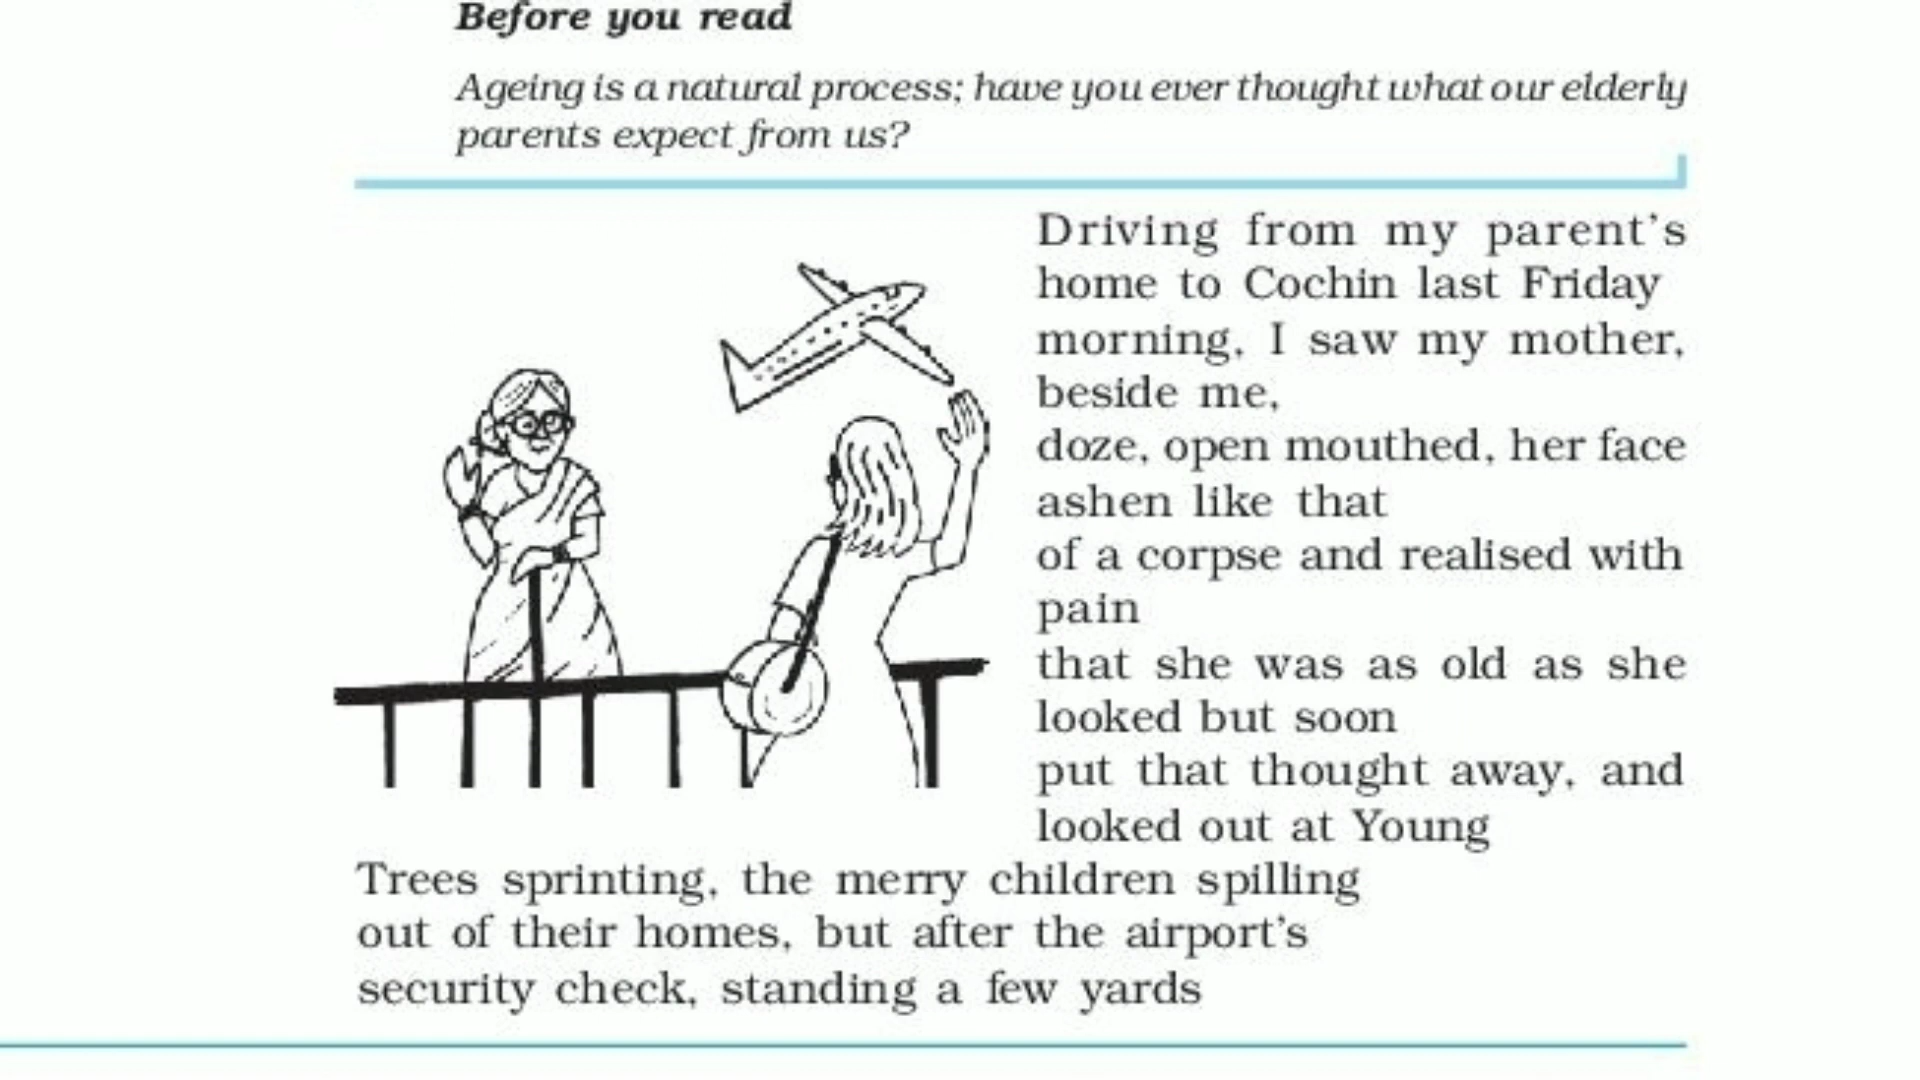 Before you read
Ageing is a natural process; have you ever thought what our elderly
parents expect from us?
Driving from my parent's
home to Cochin last Friday
morning, I saw my mother,
beside me,
doze, open mouthed, her face
ashen like that
of a corpse and realised with
pain
that she was as old as she
looked but soon
put that thought away, and
looked out at Young
Trees sprinting, the merry children spilling
out of their homes, but after the airport's
security check, standing a few yards